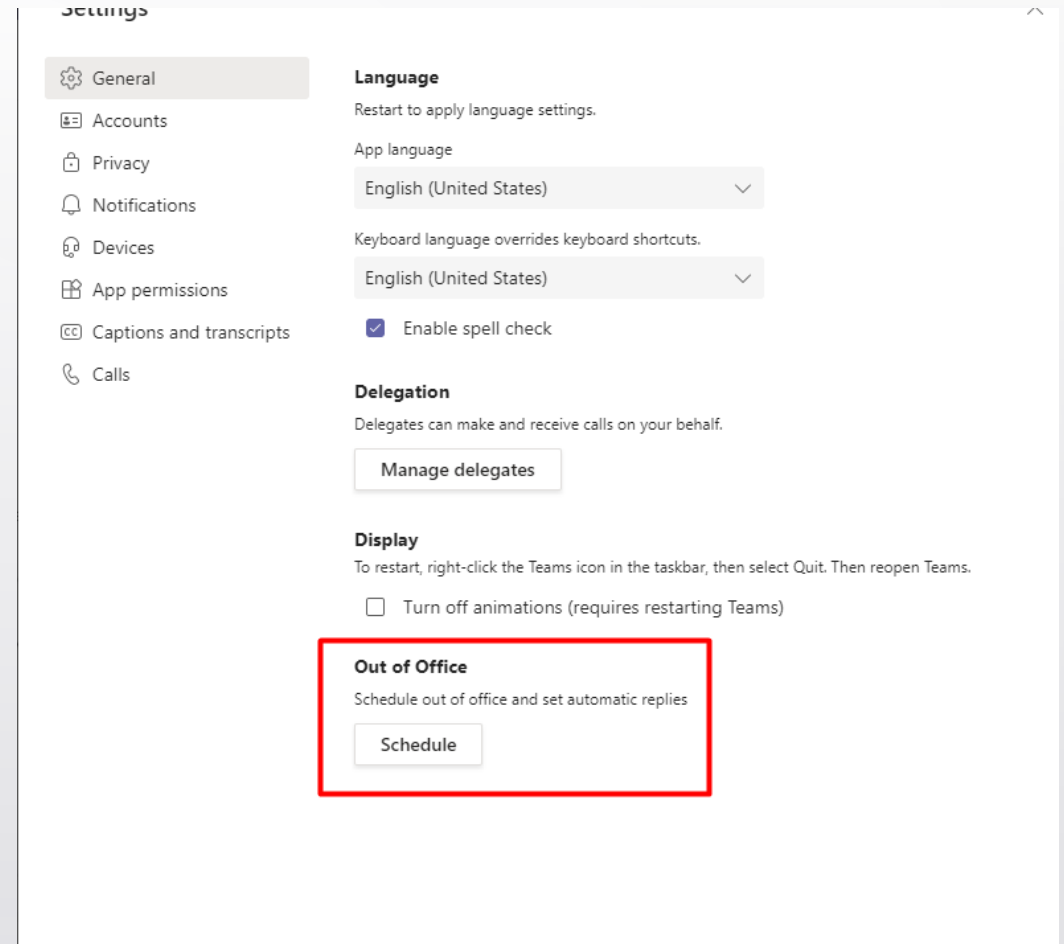 Settings
General
Accounts
Privacy
Notifications
Devices
App permissions
CC Captions and transcripts
Calls
Language
Restart to apply language settings.
App language
English (United States)
Keyboard language overrides keyboard shortcuts.
English (United States)
Enable spell check
Delegation
Delegates can make and receive calls on your behalf.
Manage delegates
Display
To restart, right-click the Teams icon in the taskbar, then select Quit. Then reopen Teams.
Turn off animations (requires restarting Teams)
Out of Office
Schedule out of office and set automatic replies
Schedule